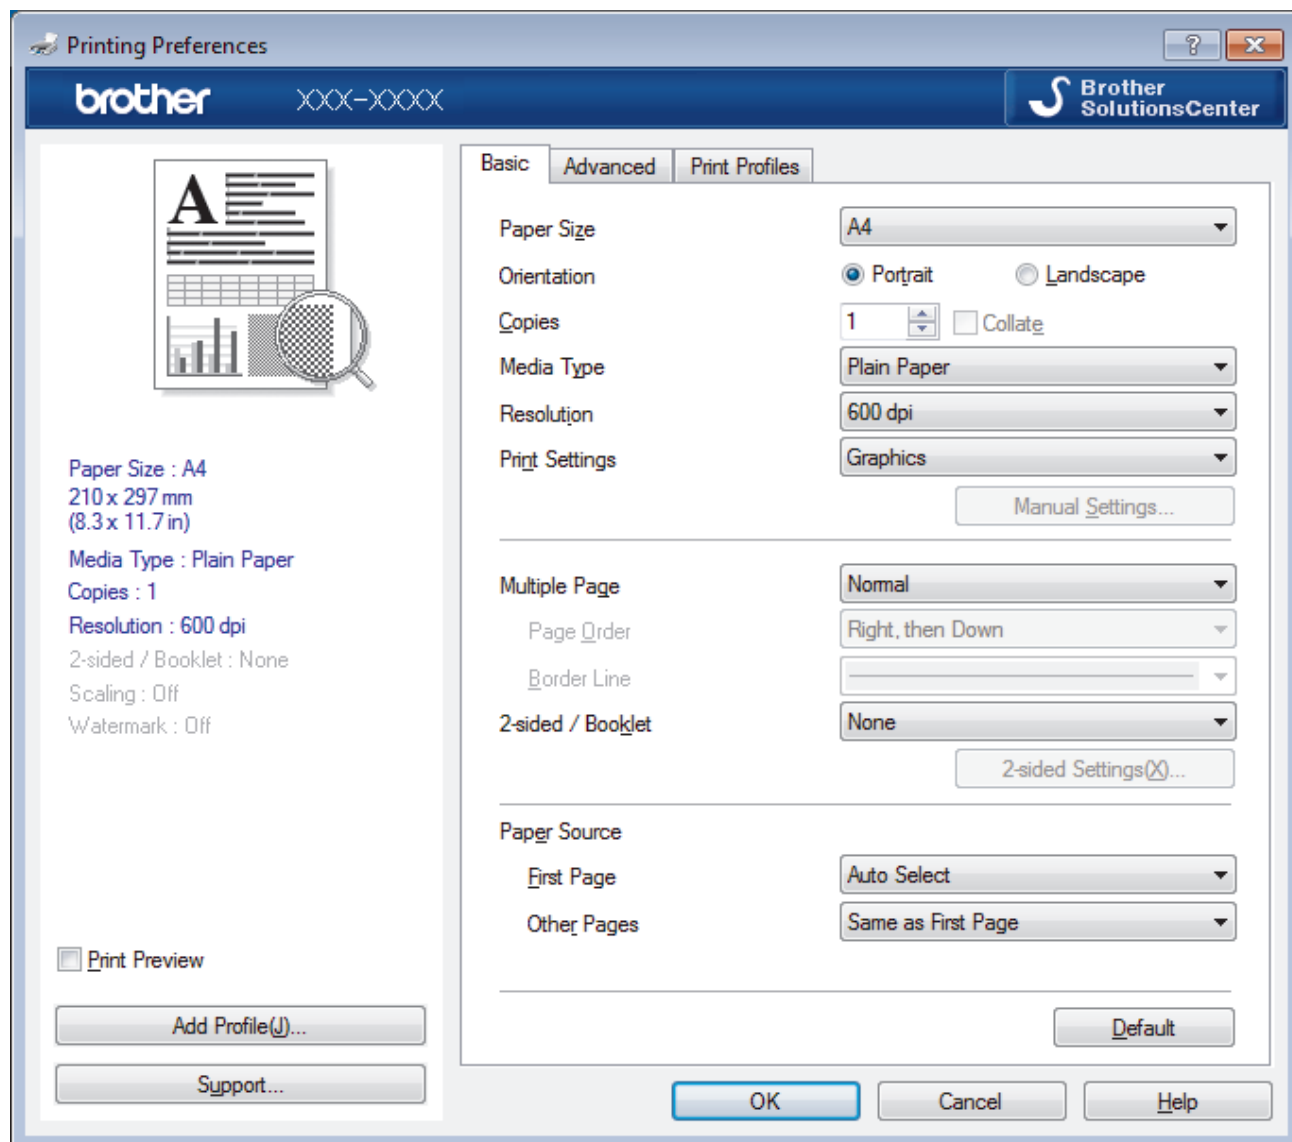 Printing Preferences
?
brother XXX-XXXX
Brother
SolutionsCenter
A
Paper Size : A4
210 x 297 mm
(8.3 x 11.7 in)
Media Type : Plain Paper
Copies : 1
Resolution : 600 dpi
2-sided / Booklet : None
Scaling : Off
Watermark : Off
Print Preview
Add Profile(J)...
Support...
Basic Advanced Print Profiles
Paper Size A4
Orientation Portrait Landscape
Copies 1 Collate
Media Type Plain Paper
Resolution 600 dpi
Print Settings Graphics
Manual Settings...
Multiple Page Normal
Page Order Right, then Down
Border Line
2-sided / Booklet None
2-sided Settings(X)...
Paper Source
First Page Auto Select
Other Pages Same as First Page
Default
OK Cancel Help